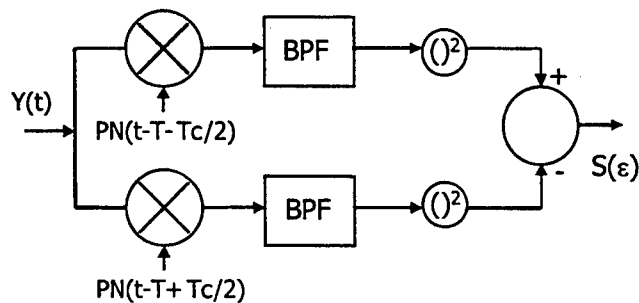 BPF
()²
+
Y(t)
PN(t-T-Tc/2)
S(ε)
-
BPF
()²
PN(t-T+Tc/2)